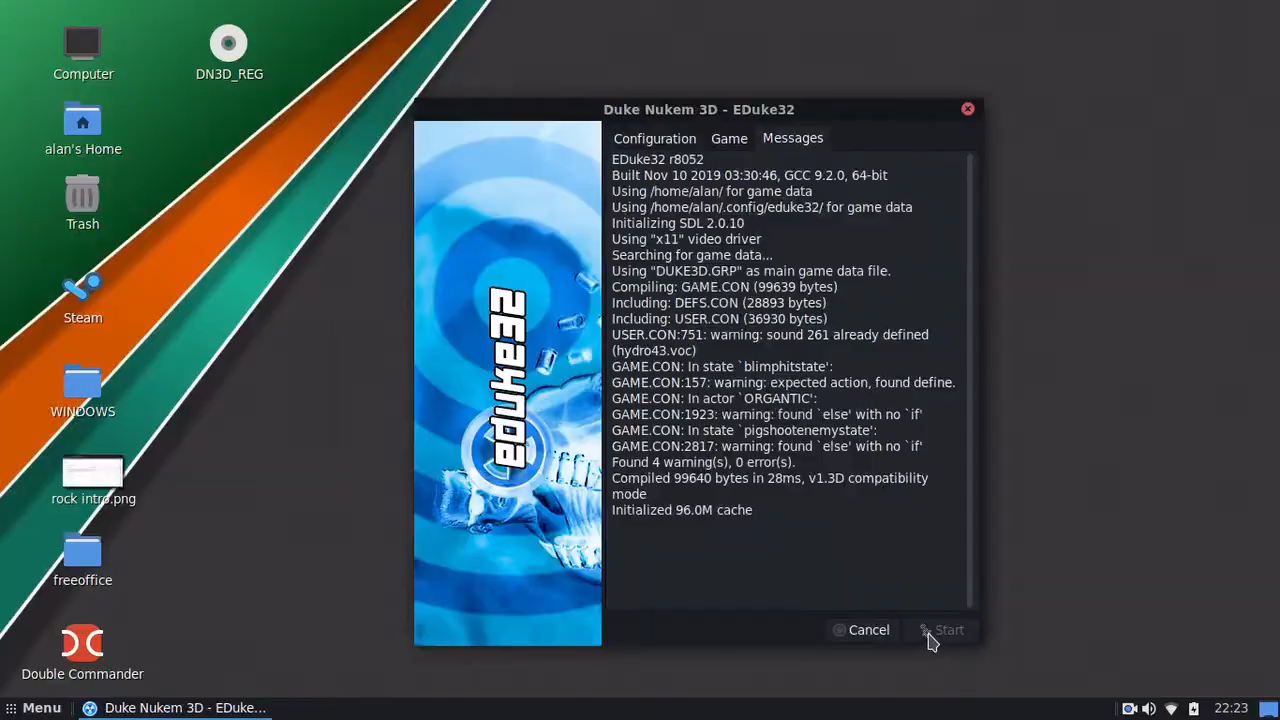 Computer
DN3D_REG
alan's Home
Trash
Steam
WINDOWS
rock intro.png
freeoffice
Double Commander
Duke Nukem 3D - EDuke32
Configuration
Game
Messages
EDuke32 r8052
Built Nov 10 2019 03:30:46, GCC 9.2.0, 64-bit
Using /home/alan/ for game data
Using /home/alan/.config/eduke32/ for game data
Initializing SDL 2.0.10
Using "x11" video driver
Searching for game data...
Using "DUKE3D.GRP" as main game data file.
Compiling: GAME.CON (99639 bytes)
Including: DEFS.CON (28893 bytes)
Including: USER.CON (36930 bytes)
USER.CON:751: warning: sound 261 already defined
(hydro43.voc)
GAME.CON: In state `blimphitstate':
GAME.CON:157: warning: expected action, found define.
GAME.CON: In actor `ORGANTIC':
GAME.CON:1923: warning: found `else' with no `if'
GAME.CON: In state `pigshootenemystate':
GAME.CON:2817: warning: found `else' with no `if'
Found 4 warning(s), 0 error(s).
Compiled 99640 bytes in 28ms, v1.3D compatibility
mode
Initialized 96.0M cache
eDuke32
Cancel
Start
Menu
Duke Nukem 3D - EDuke...
22:23